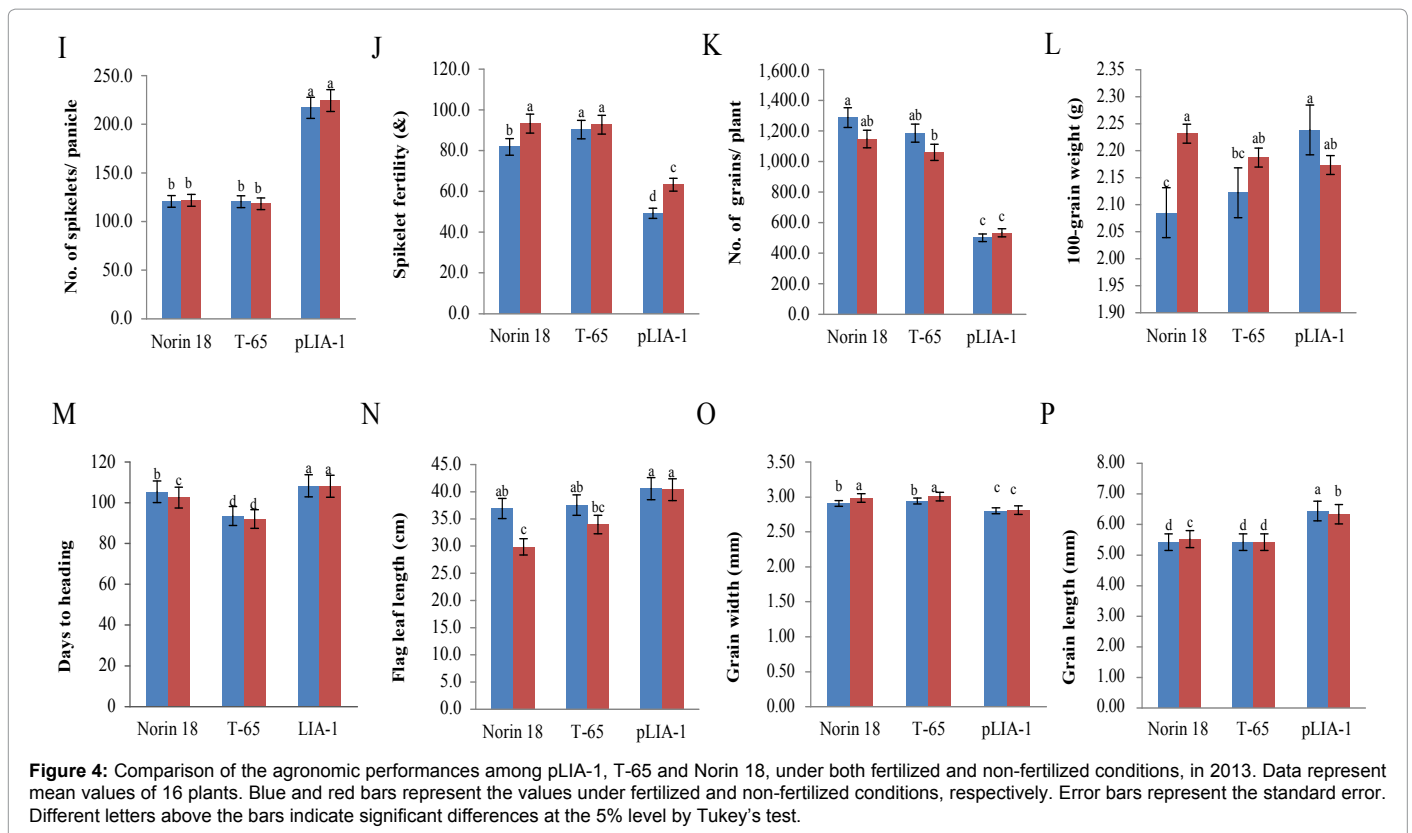 I
No. of spikelets/ panicle
250.0
200.0
150.0
100.0
50.0
0.0
b b b b a a
Norin 18 T-65 pLIA-1
J
Spikelet fertility (&)
120.0
100.0
80.0
60.0
40.0
20.0
0.0
b a a a d c
Norin 18 T-65 pLIA-1
K
No. of grains/ plant
1,600.0
1,400.0
1,200.0
1,000.0
800.0
600.0
400.0
200.0
0.0
a ab ab b c c
Norin 18 T-65 pLIA-1
L
100-grain weight (g)
2.35
2.30
2.25
2.20
2.15
2.10
2.05
2.00
1.95
1.90
c a bc ab a ab
Norin 18 T-65 pLIA-1
M
Days to heading
120
100
80
60
40
20
0
b c d d a a
Norin 18 T-65 LIA-1
N
Flag leaf length (cm)
45.0
40.0
35.0
30.0
25.0
20.0
15.0
10.0
5.0
0.0
ab c ab bc a a
Norin 18 T-65 pLIA-1
O
Grain width (mm)
3.50
3.00
2.50
2.00
1.50
1.00
0.50
0.00
b a b a c c
Norin 18 T-65 pLIA-1
P
Grain length (mm)
8.00
7.00
6.00
5.00
4.00
3.00
2.00
1.00
0.00
d c d d a b
Norin 18 T-65 pLIA-1
Figure 4: Comparison of the agronomic performances among pLIA-1, T-65 and Norin 18, under both fertilized and non-fertilized conditions, in 2013. Data represent
mean values of 16 plants. Blue and red bars represent the values under fertilized and non-fertilized conditions, respectively. Error bars represent the standard error.
Different letters above the bars indicate significant differences at the 5% level by Tukey's test.